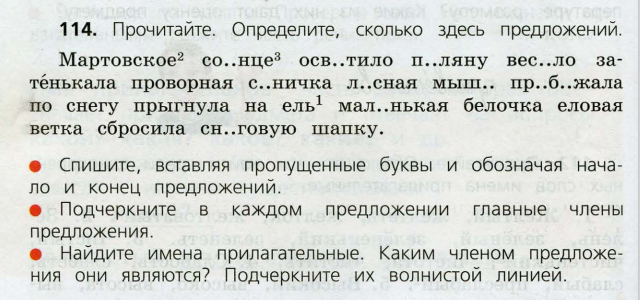 114. Прочитайте. Определите, сколько здесь предложений.
Мартовское² со..нце³ осв..тило п..ляну вес..ло за-
те́нькала проворная с..ничка л..сная мыш.. пр..б..жала
по снегу прыгнула на ель¹ мал..нькая белочка еловая
ветка сбросила сн..говую шапку.
● Спишите, вставляя пропущенные буквы и обозначая нача-
ло и конец предложений.
● Подчеркните в каждом предложении главные члены
предложения.
● Найдите имена прилагательные. Каким членом предложе-
ния они являются? Подчеркните их волнистой линией.